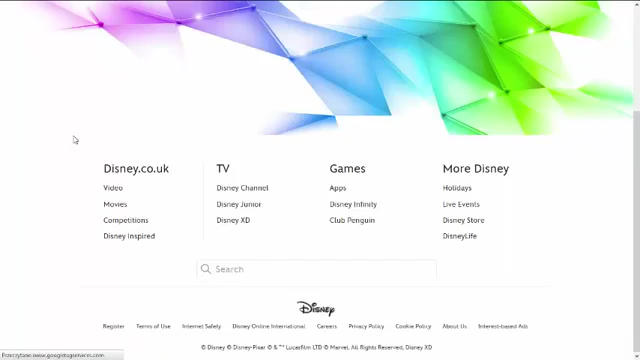 Disney.co.uk TV Games More Disney
Video Disney Channel Apps Holidays
Movies Disney Junior Disney Infinity Live Events
Competitions Disney XD Club Penguin Disney Store
Disney Inspired DisneyLife
Search
Disney
Register Terms of Use Internet Safety Disney Online International Careers Privacy Policy Cookie Policy About Us Interest-based Ads
© Disney © Disney•Pixar © & ™ Lucasfilm LTD © Marvel. All Rights Reserved, Disney XD
www.googletagservices.com